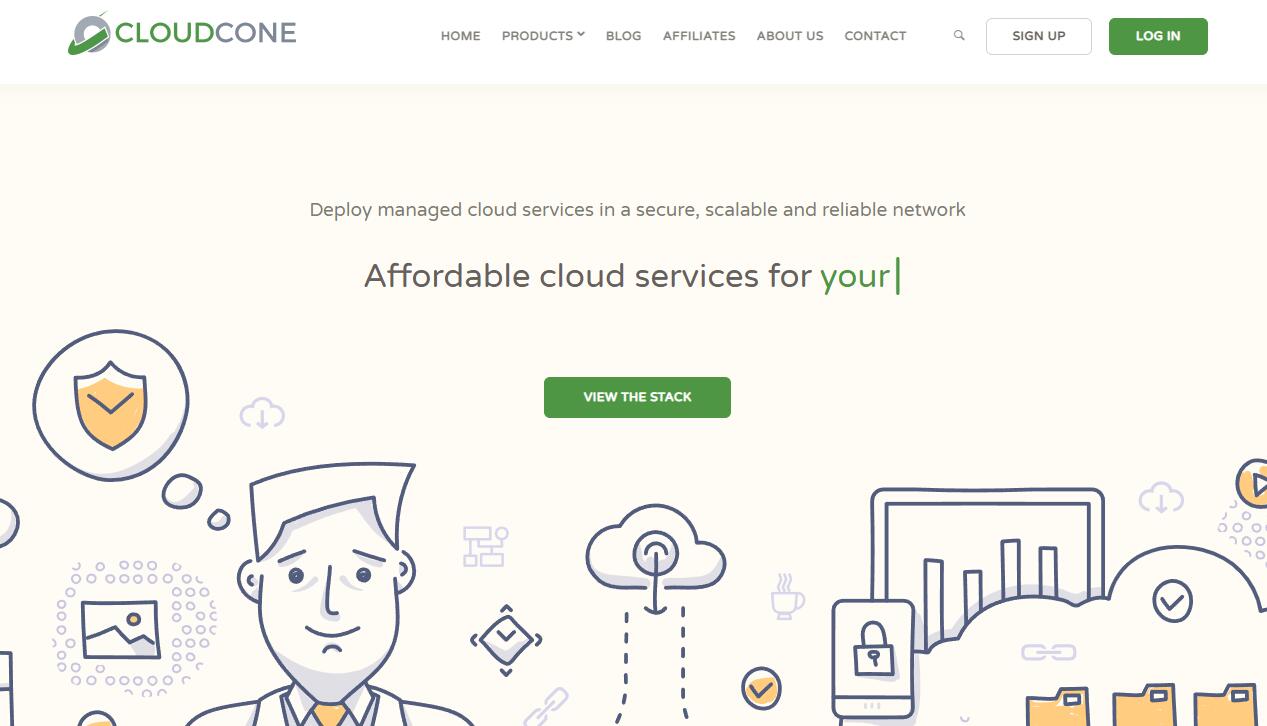 CLOUDCONE
HOME PRODUCTS BLOG AFFILIATES ABOUT US CONTACT SIGN UP LOG IN
Deploy managed cloud services in a secure, scalable and reliable network
Affordable cloud services for your
VIEW THE STACK